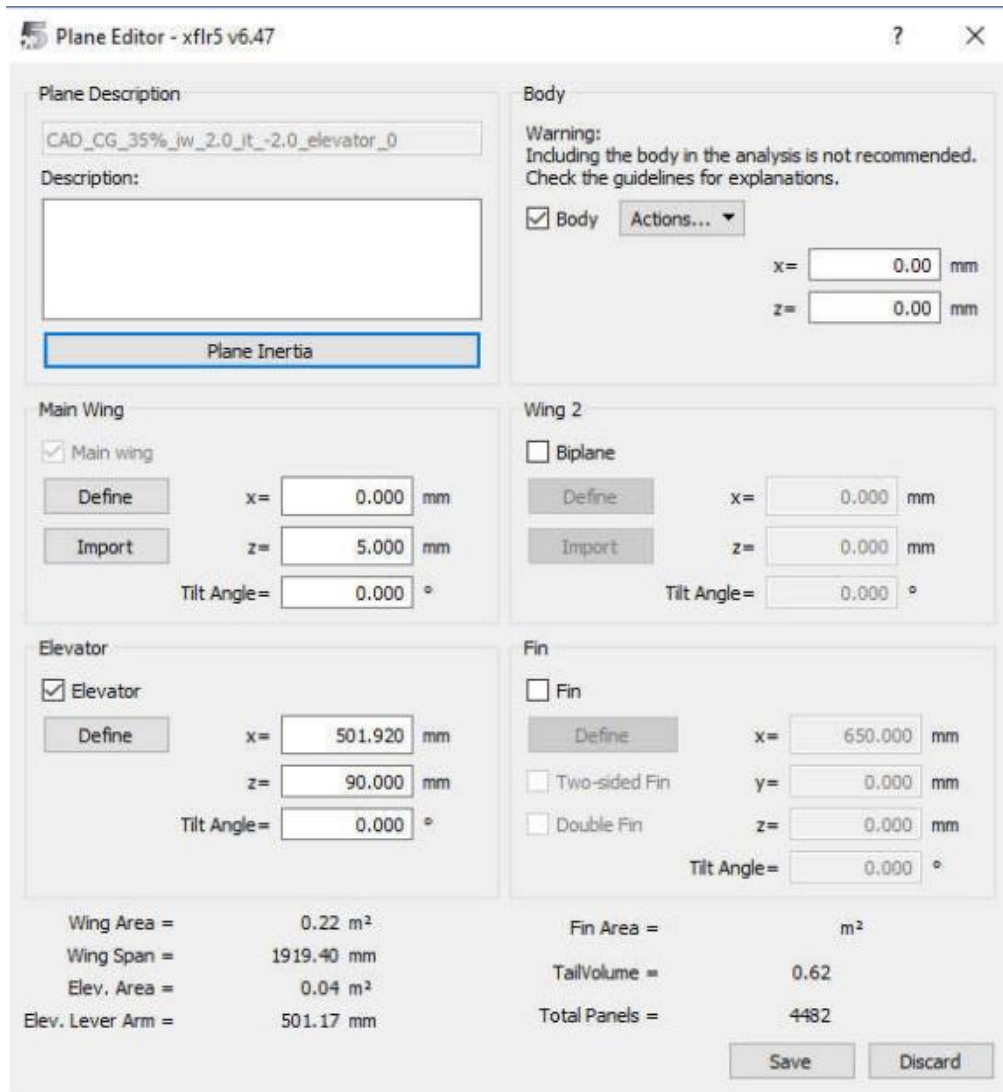 Plane Editor - xflr5 v6.47
?
Plane Description
CAD_CG_35%_iw_2.0_it_-2.0_elevator_0
Description:
Plane Inertia
Body
Warning:
Including the body in the analysis is not recommended.
Check the guidelines for explanations.
Body Actions...
x= 0.00 mm
z= 0.00 mm
Main Wing
Main wing
Define x= 0.000 mm
Import z= 5.000 mm
Tilt Angle= 0.000 °
Wing 2
Biplane
Define x= 0.000 mm
Import z= 0.000 mm
Tilt Angle= 0.000 °
Elevator
Elevator
Define x= 501.920 mm
z= 90.000 mm
Tilt Angle= 0.000 °
Fin
Fin
Define x= 650.000 mm
Two-sided Fin y= 0.000 mm
Double Fin z= 0.000 mm
Tilt Angle= 0.000 °
Wing Area = 0.22 m²
Wing Span = 1919.40 mm
Elev. Area = 0.04 m²
Elev. Lever Arm = 501.17 mm
Fin Area = m²
TailVolume = 0.62
Total Panels = 4482
Save Discard